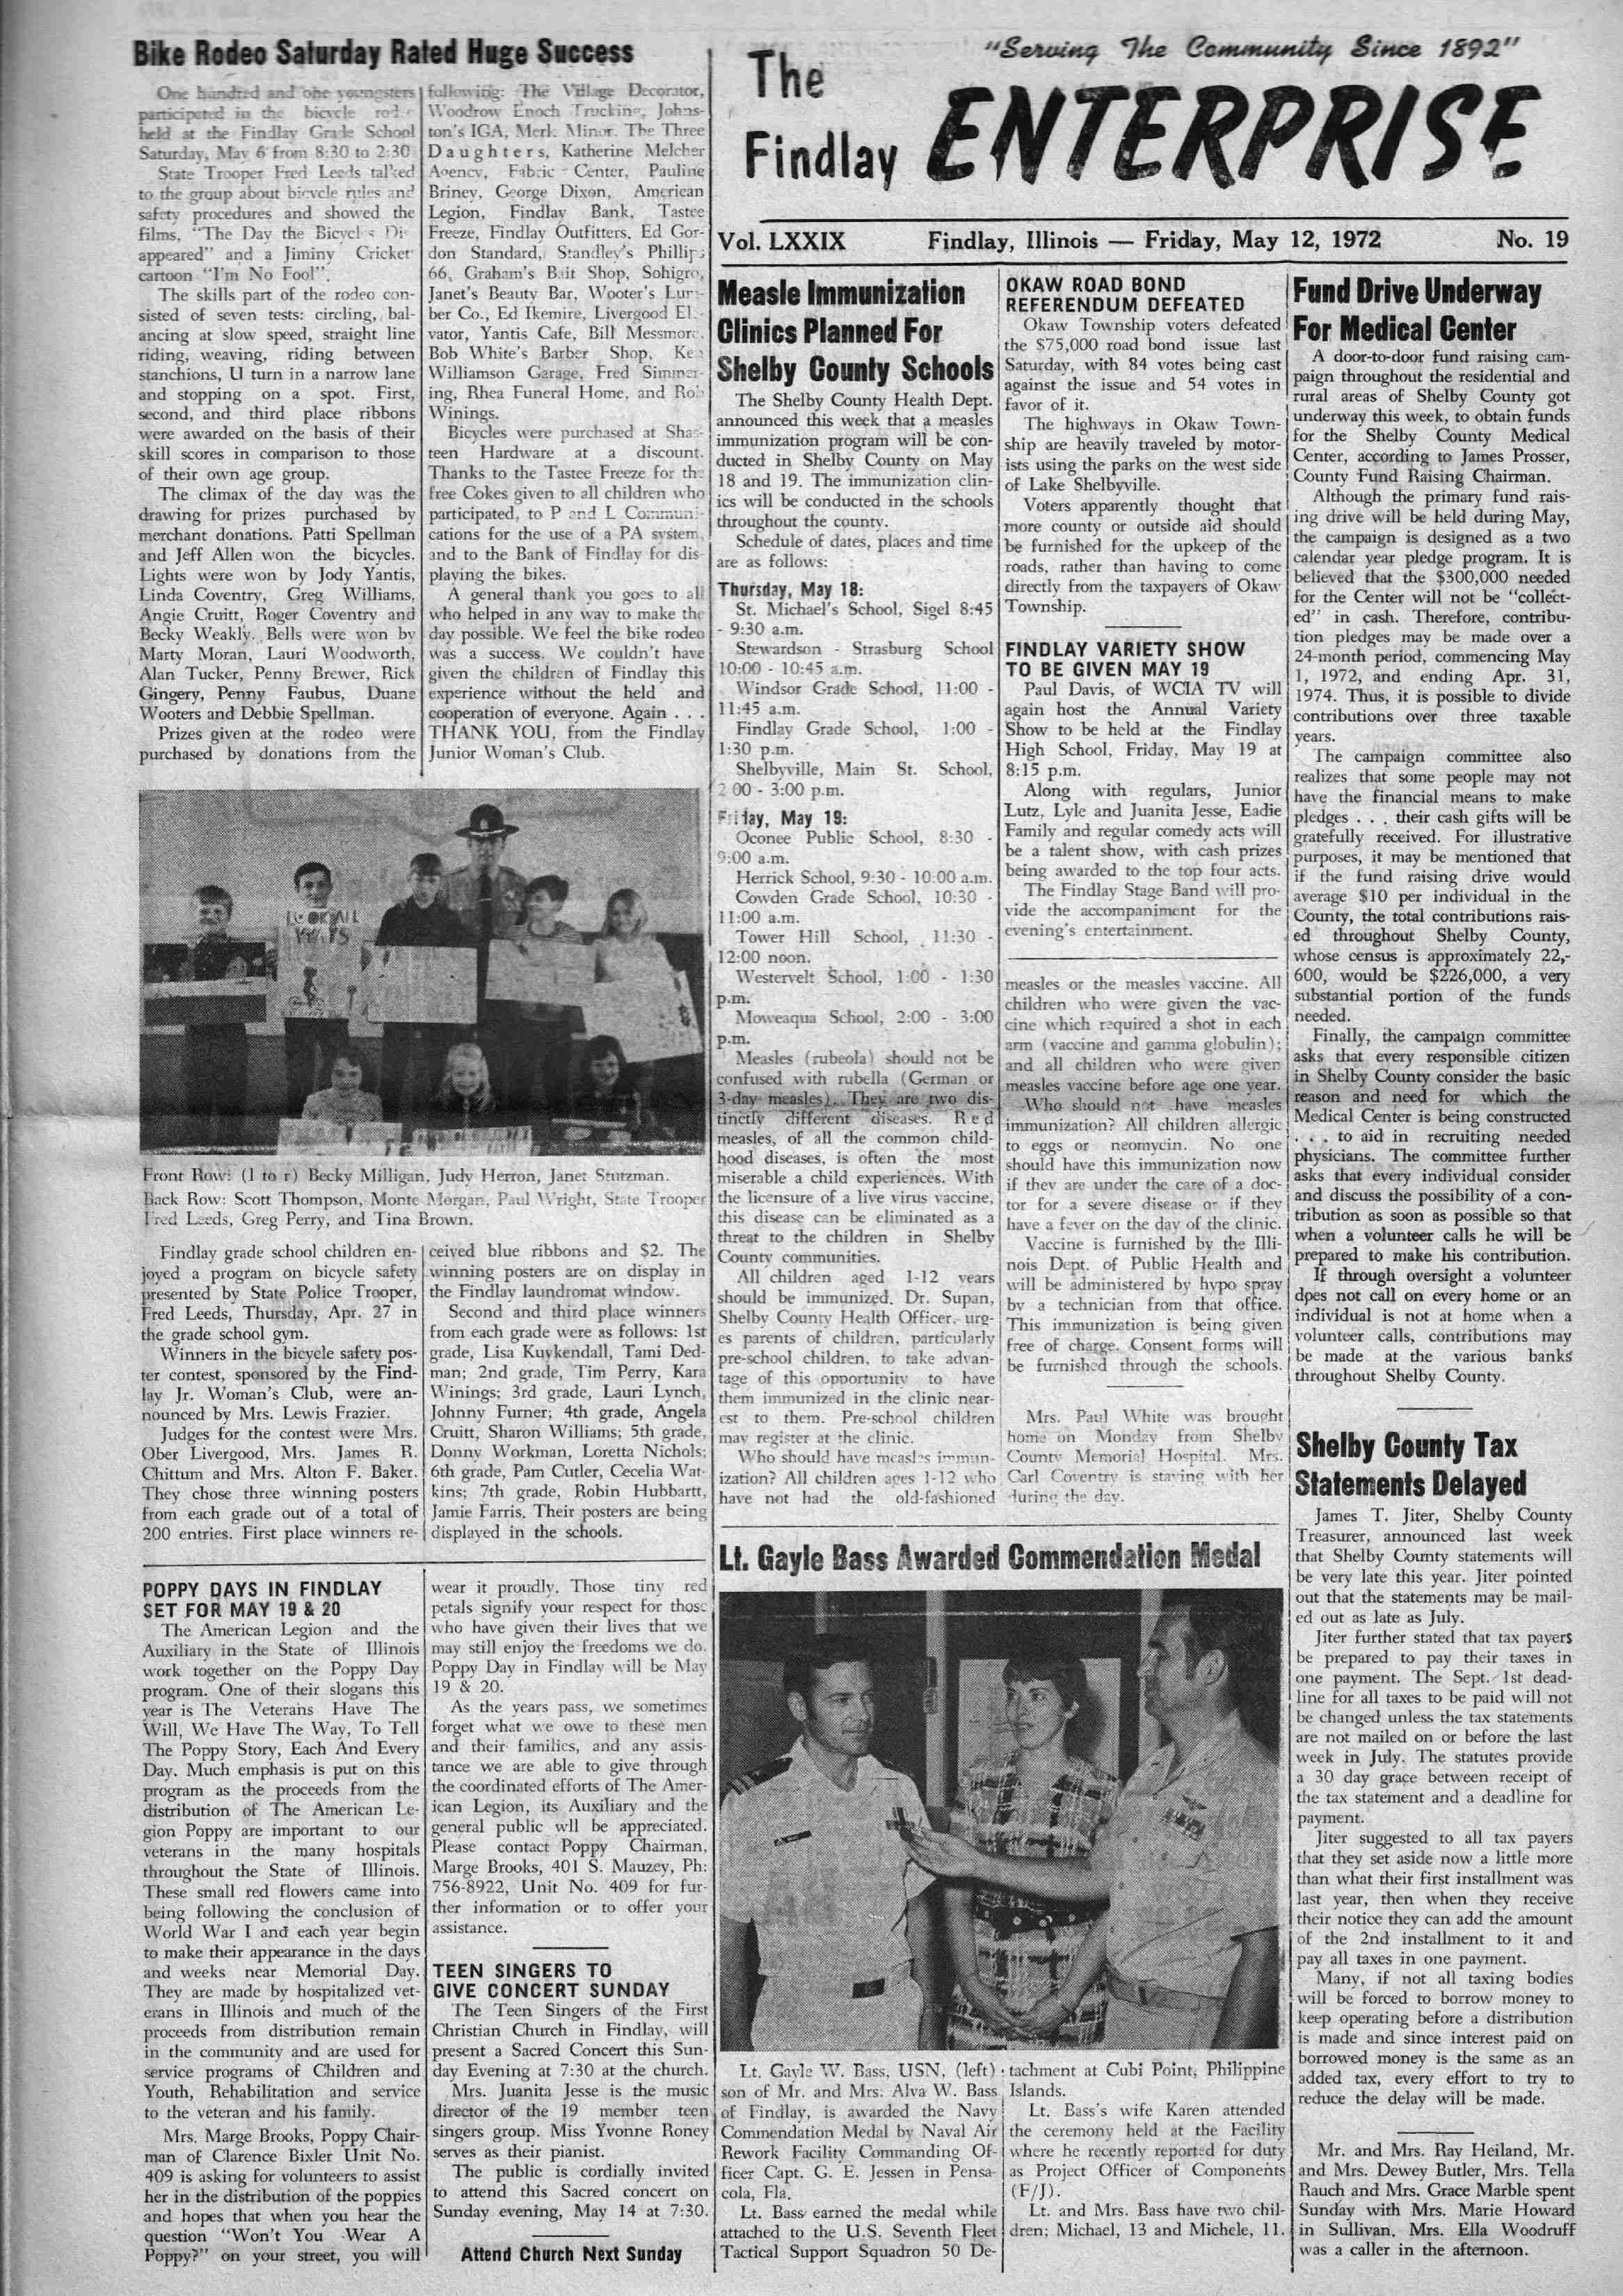 Bike Rodeo Saturday Rated Huge Success
One hundred and one youngsters
participated in the bicycle
held at the Findlay Grade School
Saturday, May 6 from 8:30 to 2:30
State Trooper Fred Leeds talked
to the group about bicycle rules and
safety procedures and showed the
films, "The Day the
appeared" and a Jiminy Cricket
cartoon "I'm No Fool".
The skills part of the rodeo con-
sisted of seven tests: circling, bal-
ancing at slow speed, straight line
riding, weaving, riding between
stanchions, U turn in a narrow lane
and stopping on a spot. First,
second, and third place ribbons
were awarded on the basis of their
skill scores in comparison to those
of their own age group.
The climax of the day was the
drawing for prizes purchased by
merchant donations. Patti Spellman
and Jeff Allen won the bicycles.
Lights were won by Jody Yantis,
Linda Coventry, Greg Williams,
Angie Cruitt, Roger Coventry and
Becky Weakly. Bells were won by
Marty Moran, Lauri Woodworth,
Alan Tucker, Penny Brewer, Rick
Gingery, Penny Faubus, Duane
Wooters and Debbie Spellman.
Prizes given at the rodeo were
purchased by donations from the
following: The Village Decorator,
Woodrow Enoch Trucking, Johns-
ton's IGA, Merl Minor, The Three
Daughters, Katherine Melcher
Agency, Fabric Center, Pauline
Briney, George Dixon, American
Legion, Findlay Bank, Tastee
Freeze, Findlay Outfitters, Ed Gor-
don Standard, Standley's Phillips
66, Graham's Bait Shop, Sohigro,
Janet's Beauty Bar, Wooter's Lum-
ber Co., Ed Ikemire, Livergood El-
vator, Yantis Cafe, Bill Messmore,
Bob White's Barber Shop, Ken
Williamson Garage, Fred Simmer-
ing, Rhea Funeral Home, and Rob
Winings.
Bicycles were purchased at Shas-
teen Hardware at a discount.
Thanks to the Tastee Freeze for the
free Cokes given to all children who
participated, to P and L Communi-
cations for the use of a PA system,
and to the Bank of Findlay for dis-
playing the bikes.
A general thank you goes to all
who helped in any way to make the
day possible. We feel the bike rodeo
was a success. We couldn't have
given the children of Findlay this
experience without the held and
cooperation of everyone. Again . . .
THANK YOU, from the Findlay
Junior Woman's Club.
Front Row: (l to r) Becky Milligan, Judy Herron, Janet Stutzman.
Back Row: Scott Thompson, Monte Morgan, Paul Wright, State Trooper
Fred Leeds, Greg Perry, and Tina Brown.
Findlay grade school children en-
joyed a program on bicycle safety
presented by State Police Trooper,
Fred Leeds, Thursday, Apr. 27 in
the grade school gym.
Winners in the bicycle safety pos-
ter contest, sponsored by the Find-
lay Jr. Woman's Club, were an-
nounced by Mrs. Lewis Frazier.
Judges for the contest were Mrs.
Ober Livergood, Mrs. James R.
Chittum and Mrs. Alton F. Baker.
They chose three winning posters
from each grade out of a total of
200 entries. First place winners re-
ceived blue ribbons and $2. The
winning posters are on display in
the Findlay laundromat window.
Second and third place winners
from each grade were as follows: 1st
grade, Lisa Kuykendall, Tami Ded-
man; 2nd grade, Tim Perry, Kara
Winings; 3rd grade, Lauri Lynch,
Johnny Furner; 4th grade, Angela
Cruitt, Sharon Williams; 5th grade,
Donny Workman, Loretta Nichols;
6th grade, Pam Cutler, Cecelia Wat-
kins; 7th grade, Robin Hubbartt,
Jamie Farris. Their posters are being
displayed in the schools.
POPPY DAYS IN FINDLAY
SET FOR MAY 19 & 20
The American Legion and the
Auxiliary in the State of Illinois
work together on the Poppy Day
program. One of their slogans this
year is The Veterans Have The
Will, We Have The Way, To Tell
The Poppy Story, Each And Every
Day. Much emphasis is put on this
program as the proceeds from the
distribution of The American Le-
gion Poppy are important to our
veterans in the many hospitals
throughout the State of Illinois.
These small red flowers came into
being following the conclusion of
World War I and each year begin
to make their appearance in the days
and weeks near Memorial Day.
They are made by hospitalized vet-
erans in Illinois and much of the
proceeds from distribution remain
in the community and are used for
service programs of Children and
Youth, Rehabilitation and service
to the veteran and his family.
Mrs. Marge Brooks, Poppy Chair-
man of Clarence Bixler Unit No.
409 is asking for volunteers to assist
her in the distribution of the poppies
and hopes that when you hear the
question "Won't You Wear A
Poppy?" on your street, you will
wear it proudly. Those tiny red
petals signify your respect for those
who have given their lives that we
may still enjoy the freedoms we do.
Poppy Day in Findlay will be May
19 & 20.
As the years pass, we sometimes
forget what we owe to these men
and their families, and any assis-
tance we are able to give through
the coordinated efforts of The Amer-
ican Legion, its Auxiliary and the
general public wll be appreciated.
Please contact Poppy Chairman,
Marge Brooks, 401 S. Mauzey, Ph:
756-8922, Unit No. 409 for fur-
ther information or to offer your
assistance.
TEEN SINGERS TO
GIVE CONCERT SUNDAY
The Teen Singers of the First
Christian Church in Findlay, will
present a Sacred Concert this Sun-
day Evening at 7:30 at the church.
Mrs. Juanita Jesse is the music
director of the 19 member teen
singers group. Miss Yvonne Roney
serves as their pianist.
The public is cordially invited
to attend this Sacred concert on
Sunday evening, May 14 at 7:30.
Attend Church Next Sunday
"Serving The Community Since 1892"
The
Findlay
ENTERPRISE
Vol. LXXIX Findlay, Illinois — Friday, May 12, 1972 No. 19
Measle Immunization
Clinics Planned For
Shelby County Schools
The Shelby County Health Dept.
announced this week that a measles
immunization program will be con-
ducted in Shelby County on May
18 and 19. The immunization clin-
ics will be conducted in the schools
throughout the county.
Schedule of dates, places and time
are as follows:
Thursday, May 18:
St. Michael's School, Sigel 8:45
- 9:30 a.m.
Stewardson - Strasburg School
10:00 - 10:45 a.m.
Windsor Grade School, 11:00 -
11:45 a.m.
Findlay Grade School, 1:00 -
1:30 p.m.
Shelbyville, Main St. School,
2:00 - 3:00 p.m.
Friday, May 19:
Oconee Public School, 8:30 -
9:00 a.m.
Herrick School, 9:30 - 10:00 a.m.
Cowden Grade School, 10:30 -
11:00 a.m.
Tower Hill School, 11:30 -
12:00 noon.
Westervelt School, 1:00 - 1:30
p.m.
Moweaqua School, 2:00 - 3:00
p.m.
Measles (rubeola) should not be
confused with rubella (German or
3-day measles). They are two dis-
tinctly different diseases. Red
measles, of all the common child-
hood diseases, is often the most
miserable a child experiences. With
the licensure of a live virus vaccine,
this disease can be eliminated as a
threat to the children in Shelby
County communities.
All children aged 1-12 years
should be immunized. Dr. Supan,
Shelby County Health Officer, urg-
es parents of children, particularly
pre-school children, to take advan-
tage of this opportunity to have
them immunized in the clinic near-
est to them. Pre-school children
may register at the clinic.
Who should have measles immun-
ization? All children ages 1-12 who
have not had the old-fashioned
OKAW ROAD BOND
REFERENDUM DEFEATED
Okaw Township voters defeated
the $75,000 road bond issue last
Saturday, with 84 votes being cast
against the issue and 54 votes in
favor of it.
The highways in Okaw Town-
ship are heavily traveled by motor-
ists using the parks on the west side
of Lake Shelbyville.
Voters apparently thought that
more county or outside aid should
be furnished for the upkeep of the
roads, rather than having to come
directly from the taxpayers of Okaw
Township.
FINDLAY VARIETY SHOW
TO BE GIVEN MAY 19
Paul Davis, of WCIA TV will
again host the Annual Variety
Show to be held at the Findlay
High School, Friday, May 19 at
8:15 p.m.
Along with regulars, Junior
Lutz, Lyle and Juanita Jesse, Eadie
Family and regular comedy acts will
be a talent show, with cash prizes
being awarded to the top four acts.
The Findlay Stage Band will pro-
vide the accompaniment for the
evening's entertainment.
measles or the measles vaccine. All
children who were given the vac-
cine which required a shot in each
arm (vaccine and gamma globulin);
and all children who were given
measles vaccine before age one year.
Who should not have measles
immunization? All children allergic
to eggs or neomycin. No one
should have this immunization now
if they are under the care of a doc-
tor for a severe disease or if they
have a fever on the day of the clinic.
Vaccine is furnished by the Illi-
nois Dept. of Public Health and
will be administered by hypo spray
by a technician from that office.
This immunization is being given
free of charge. Consent forms will
be furnished through the schools.
Mrs. Paul White was brought
home on Monday from Shelby
County Memorial Hospital. Mrs.
Carl Coventry is staying with her
during the day.
Lt. Gayle Bass Awarded Commendation Medal
Lt. Gayle W. Bass, USN, (left)
son of Mr. and Mrs. Alva W. Bass
of Findlay, is awarded the Navy
Commendation Medal by Naval Air
Rework Facility Commanding Of-
ficer Capt. G. E. Jessen in Pensa-
cola, Fla.
Lt. Bass earned the medal while
attached to the U.S. Seventh Fleet
Tactical Support Squadron 50 De-
tachment at Cubi Point, Philippine
Islands.
Lt. Bass's wife Karen attended
the ceremony held at the Facility
where he recently reported for duty
as Project Officer of Components
(F/J).
Lt. and Mrs. Bass have two chil-
dren; Michael, 13 and Michele, 11.
Fund Drive Underway
For Medical Center
A door-to-door fund raising cam-
paign throughout the residential and
rural areas of Shelby County got
underway this week, to obtain funds
for the Shelby County Medical
Center, according to James Prosser,
County Fund Raising Chairman.
Although the primary fund rais-
ing drive will be held during May,
the campaign is designed as a two
calendar year pledge program. It is
believed that the $300,000 needed
for the Center will not be "collect-
ed" in cash. Therefore, contribu-
tion pledges may be made over a
24-month period, commencing May
1, 1972, and ending Apr. 31,
1974. Thus, it is possible to divide
contributions over three taxable
years.
The campaign committee also
realizes that some people may not
have the financial means to make
pledges . . . their cash gifts will be
gratefully received. For illustrative
purposes, it may be mentioned that
if the fund raising drive would
average $10 per individual in the
County, the total contributions rais-
ed throughout Shelby County,
whose census is approximately 22,-
600, would be $226,000, a very
substantial portion of the funds
needed.
Finally, the campaign committee
asks that every responsible citizen
in Shelby County consider the basic
reason and need for which the
Medical Center is being constructed
. . . to aid in recruiting needed
physicians. The committee further
asks that every individual consider
and discuss the possibility of a con-
tribution as soon as possible so that
when a volunteer calls he will be
prepared to make his contribution.
If through oversight a volunteer
does not call on every home or an
individual is not at home when a
volunteer calls, contributions may
be made at the various banks
throughout Shelby County.
Shelby County Tax
Statements Delayed
James T. Jiter, Shelby County
Treasurer, announced last week
that Shelby County statements will
be very late this year. Jiter pointed
out that the statements may be mail-
ed out as late as July.
Jiter further stated that tax payers
be prepared to pay their taxes in
one payment. The Sept. 1st dead-
line for all taxes to be paid will not
be changed unless the tax statements
are not mailed on or before the last
week in July. The statutes provide
a 30 day grace between receipt of
the tax statement and a deadline for
payment.
Jiter suggested to all tax payers
that they set aside now a little more
than what their first installment was
last year, then when they receive
their notice they can add the amount
of the 2nd installment to it and
pay all taxes in one payment.
Many, if not all taxing bodies
will be forced to borrow money to
keep operating before a distribution
is made and since interest paid on
borrowed money is the same as an
added tax, every effort to try to
reduce the delay will be made.
Mr. and Mrs. Ray Heiland, Mr.
and Mrs. Dewey Butler, Mrs. Tella
Rauch and Mrs. Grace Marble spent
Sunday with Mrs. Marie Howard
in Sullivan. Mrs. Ella Woodruff
was a caller in the afternoon.